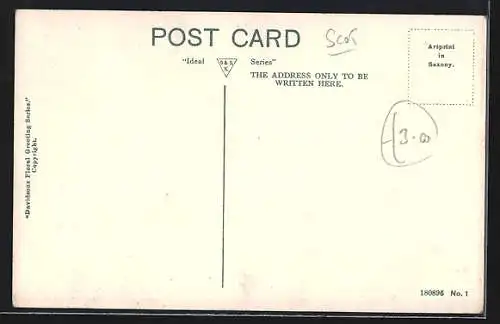 POST CARD
Scot
"Ideal
Series"
THE ADDRESS ONLY TO BE
WRITTEN HERE.
Artprint
in
Saxony.
3-00
"Davidsons Floral Greeting Series."
Copyright.
180896 No. 1